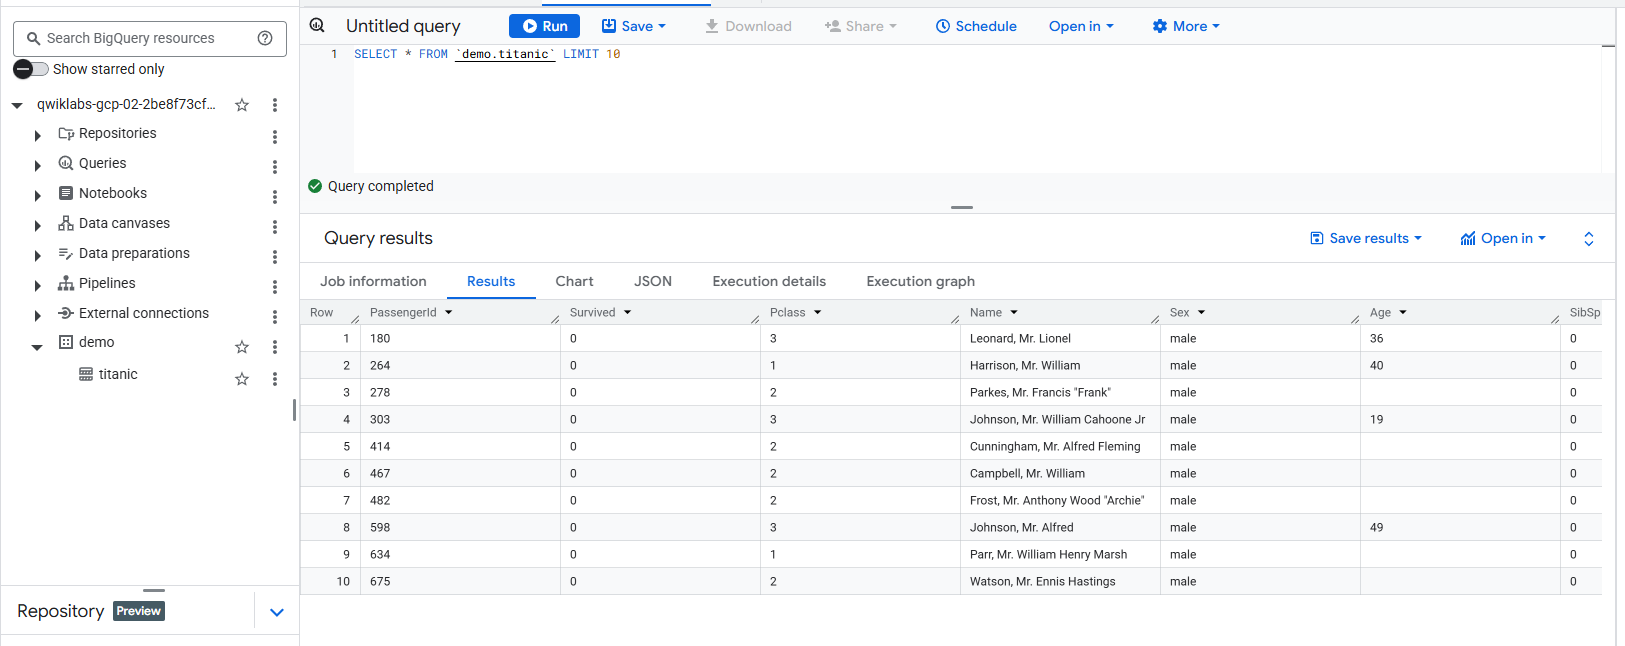 Search BigQuery resources
Show starred only
qwiklabs-gcp-02-2be8f73cf...
Repositories
Queries
Notebooks
Data canvases
Data preparations
Pipelines
External connections
demo
titanic
Repository Preview
Untitled query Run Save Download Share Schedule Open in More
1 SELECT * FROM `demo.titanic` LIMIT 10
Query completed
Query results Save results Open in
Job information Results Chart JSON Execution details Execution graph
Row PassengerId Survived Pclass Name Sex Age SibSp
1 180 0 3 Leonard, Mr. Lionel male 36 0
2 264 0 1 Harrison, Mr. William male 40 0
3 278 0 2 Parkes, Mr. Francis "Frank" male 0
4 303 0 3 Johnson, Mr. William Cahoone Jr male 19 0
5 414 0 2 Cunningham, Mr. Alfred Fleming male 0
6 467 0 2 Campbell, Mr. William male 0
7 482 0 2 Frost, Mr. Anthony Wood "Archie" male 0
8 598 0 3 Johnson, Mr. Alfred male 49 0
9 634 0 1 Parr, Mr. William Henry Marsh male 0
10 675 0 2 Watson, Mr. Ennis Hastings male 0